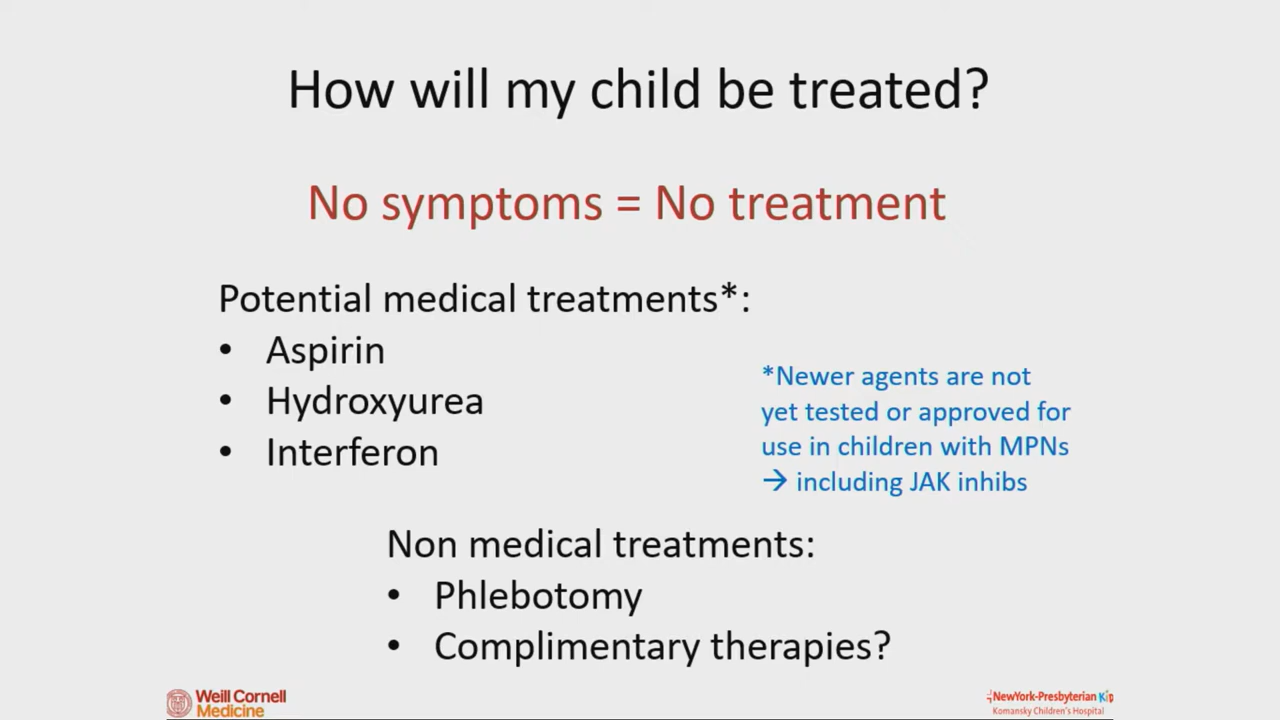 How will my child be treated?
No symptoms = No treatment
Potential medical treatments*:
• Aspirin
• Hydroxyurea
• Interferon
*Newer agents are not
yet tested or approved for
use in children with MPNs
→ including JAK inhibs
Non medical treatments:
• Phlebotomy
• Complimentary therapies?
Weill Cornell
Medicine
NewYork-Presbyterian Kids
Komansky Children's Hospital